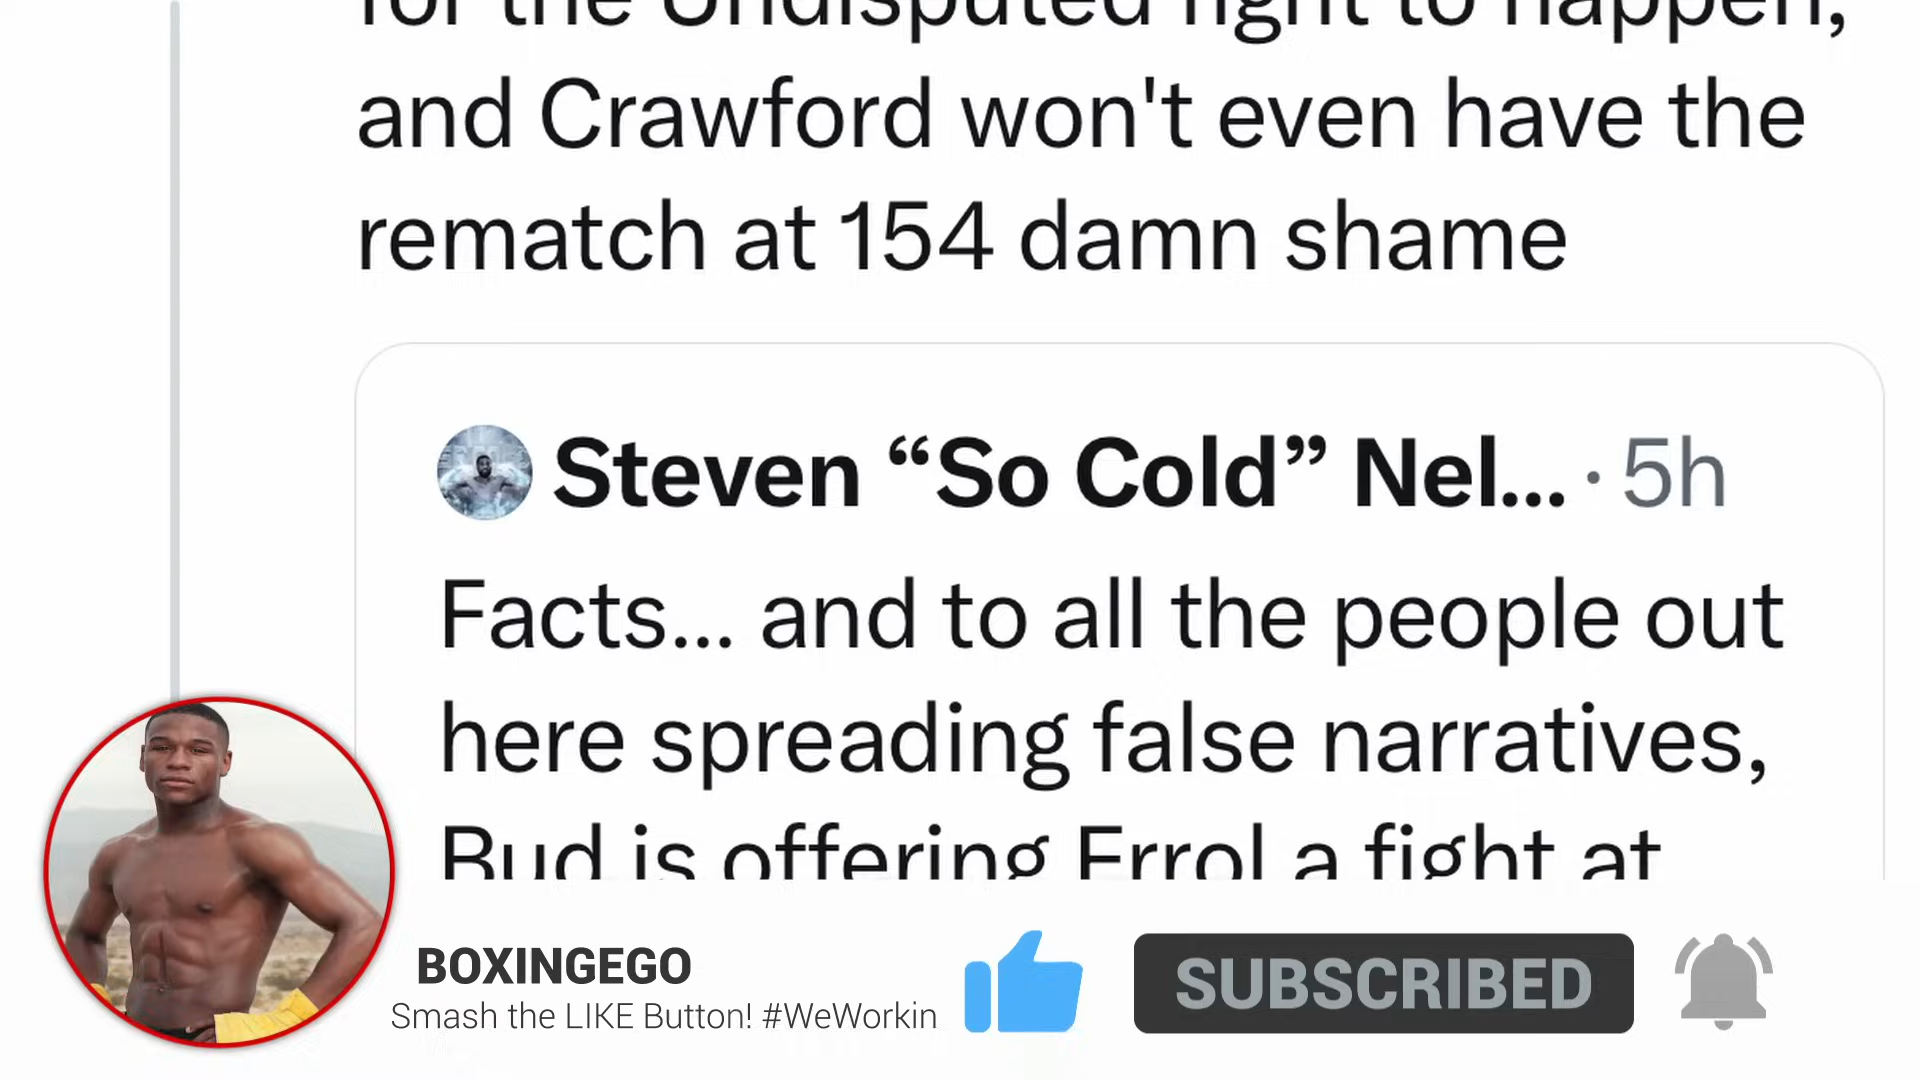 for the Undisputed fight to happen,
and Crawford won't even have the
rematch at 154 damn shame
Steven “So Cold” Nel... · 5h
Facts... and to all the people out
here spreading false narratives,
Bud is offering Errol a fight at
BOXINGEGO
Smash the LIKE Button! #WeWorkin
SUBSCRIBED